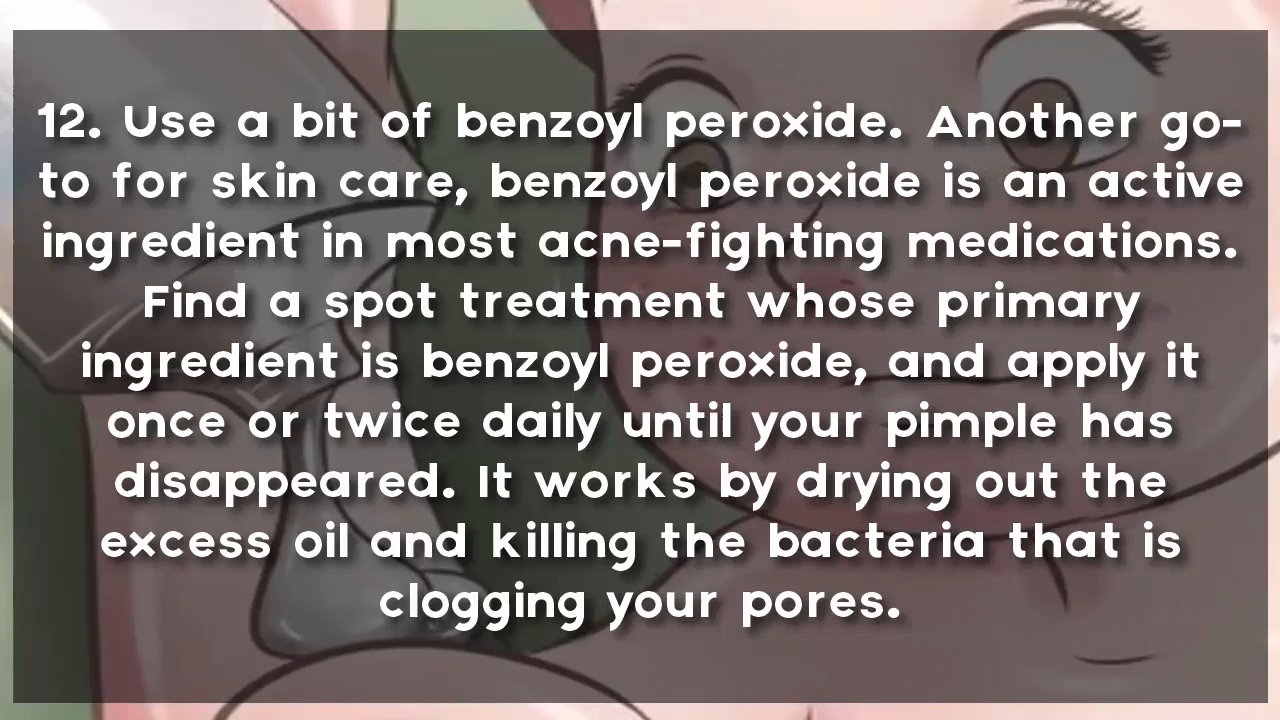 12. Use a bit of benzoyl peroxide. Another go-
to for skin care, benzoyl peroxide is an active
ingredient in most acne-fighting medications.
Find a spot treatment whose primary
ingredient is benzoyl peroxide, and apply it
once or twice daily until your pimple has
disappeared. It works by drying out the
excess oil and killing the bacteria that is
clogging your pores.